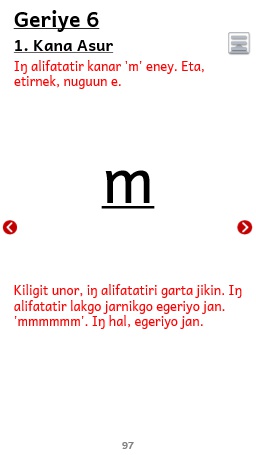 Geriye 6
1. Kana Asur
Iŋ alifatatir kanar 'm' eney. Eta,
etirnek, nuguun e.
m
Kiligit unor, iŋ alifatatiri garta jikin. Iŋ
alifatatir lakgo jarnikgo egeriyo jan.
'mmmmmm'. Iŋ hal, egeriyo jan.
97